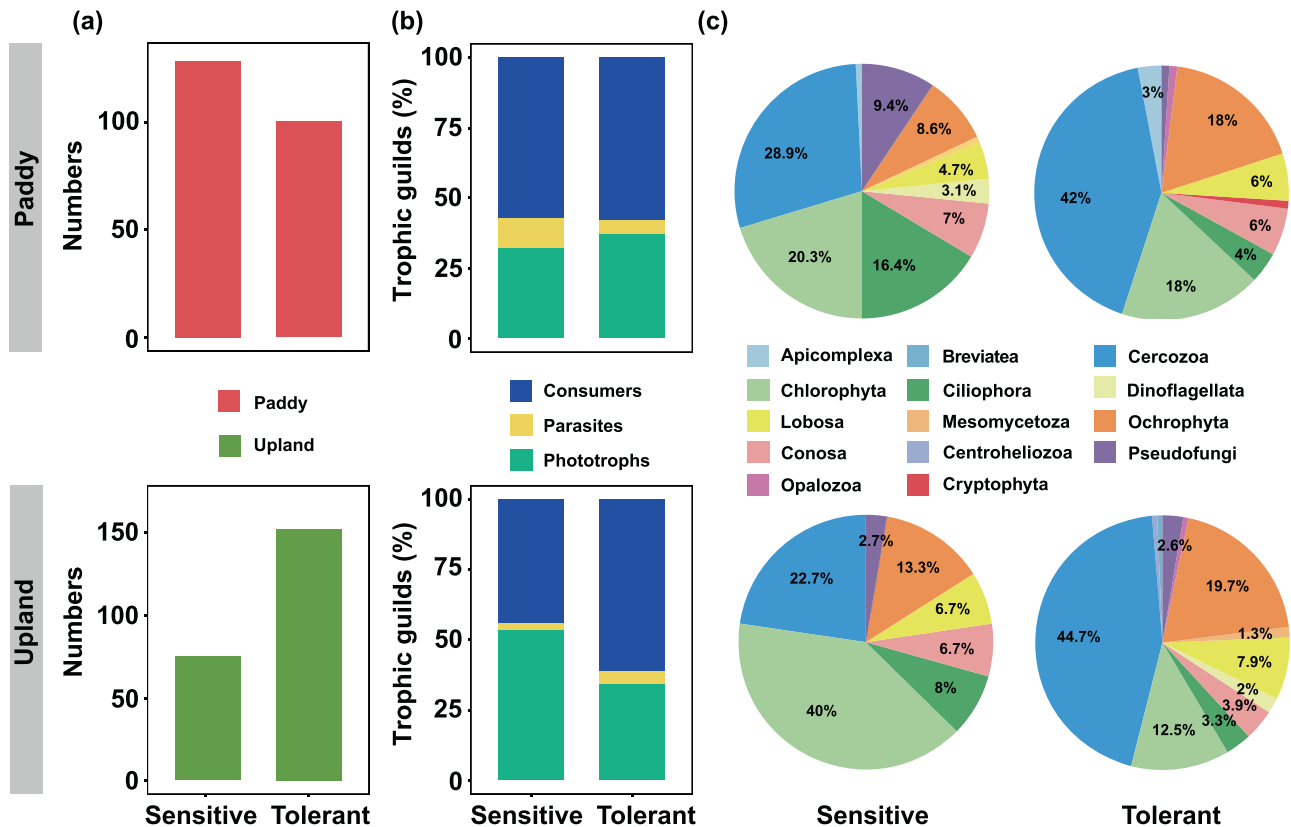 (a)
(b)
(c)
Paddy
Numbers
100
50
0
Trophic guilds (%)
100
75
50
25
0
9.4%
8.6%
4.7%
3.1%
7%
16.4%
20.3%
28.9%
3%
18%
6%
6%
4%
18%
42%
Paddy
Upland
Consumers
Parasites
Phototrophs
Apicomplexa
Breviatea
Cercozoa
Chlorophyta
Ciliophora
Dinoflagellata
Lobosa
Mesomycetoza
Ochrophyta
Conosa
Centroheliozoa
Pseudofungi
Opalozoa
Cryptophyta
Upland
Numbers
150
100
50
0
Sensitive
Tolerant
Trophic guilds (%)
100
75
50
25
0
Sensitive
Tolerant
2.7%
13.3%
6.7%
6.7%
8%
40%
22.7%
Sensitive
2.6%
19.7%
1.3%
7.9%
2%
3.9%
3.3%
12.5%
44.7%
Tolerant